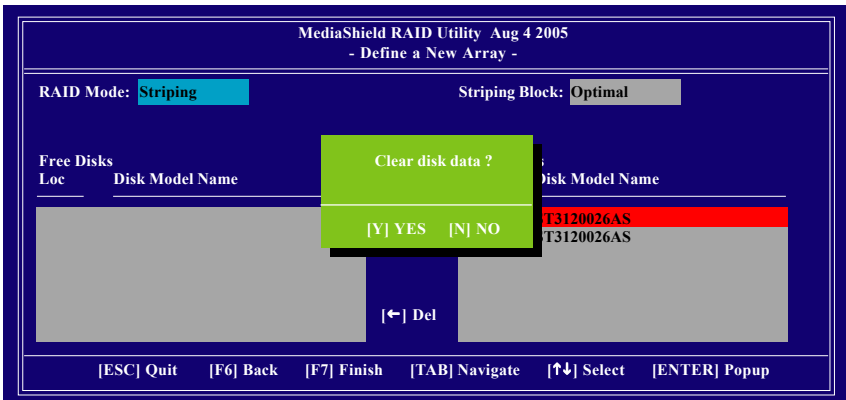 MediaShield RAID Utility Aug 4 2005
- Define a New Array -
RAID Mode: Striping Striping Block: Optimal
Free Disks
Loc Disk Model Name Disk Model Name
Clear disk data ?
[Y] YES [N] NO
ST3120026AS
ST3120026AS
[←] Del
[ESC] Quit [F6] Back [F7] Finish [TAB] Navigate [↑↓] Select [ENTER] Popup